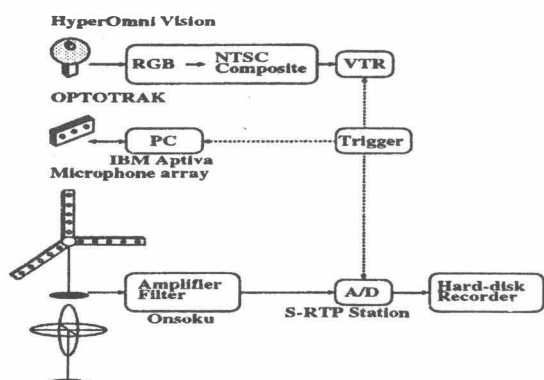 HyperOmni Vision
RGB
NTSC
Composite
VTR
OPTOTRAK
PC
Trigger
IBM Aptiva
Microphone array
Amplifier
Filter
Onsoku
A/D
S-RTP Station
Hard-disk
Recorder